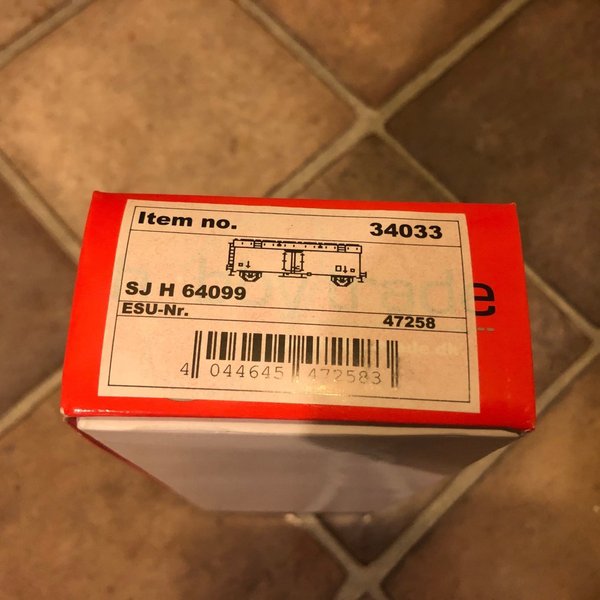 Item no. 34033
SJ H 64099
ESU-Nr. 47258
4 044645 472583